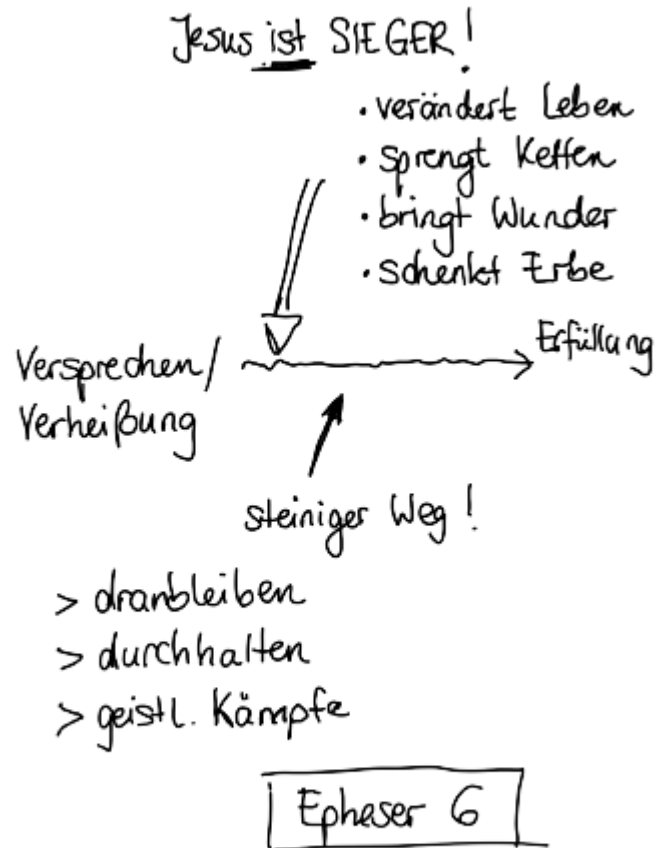 Jesus ist SIEGER!
• verändert Leben
• sprengt Ketten
• bringt Wunder
• schenkt Erbe
Versprechen/
Verheißung
Erfüllung
steiniger Weg!
> dranbleiben
> durchhalten
> geistl. Kämpfe
Epheser 6